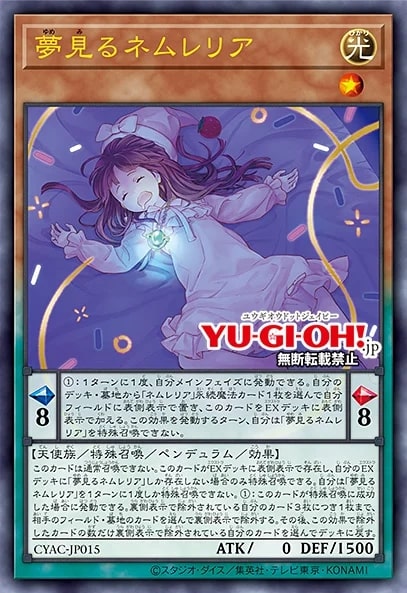 夢見るネムレリア
光
YU-GI-OH!.jp
ユウギオウドットジェイピー
無断転載禁止
8
8
①：1ターンに1度、自分メインフェイズに発動できる。自分の
デッキ・墓地から「ネムレリア」永続魔法カード1枚を選んで自分
フィールドに表側表示で置き、このカードをEXデッキに表側
表示で加える。この効果を発動するターン、自分は「夢見るネムレ
リア」を特殊召喚できない。
【天使族／特殊召喚／ペンデュラム／効果】
このカードは通常召喚できない。このカードがEXデッキに表側表示で存在し、自分のEX
デッキに「夢見るネムレリア」しか存在しない場合のみ特殊召喚できる。自分は「夢見る
ネムレリア」を1ターンに1度しか特殊召喚できない。①：このカードが特殊召喚に成功
した場合に発動できる。裏側表示で除外されている自分のカード3枚につき1枚まで、
相手のフィールド・墓地のカードを選んで裏側表示で除外する。その後、この効果で除外
したカードの数だけ裏側表示で除外されている自分のカードを選んでデッキに戻す。
ATK/ 0 DEF/1500
CYAC-JP015
©スタジオ・ダイス／集英社・テレビ東京・KONAMI